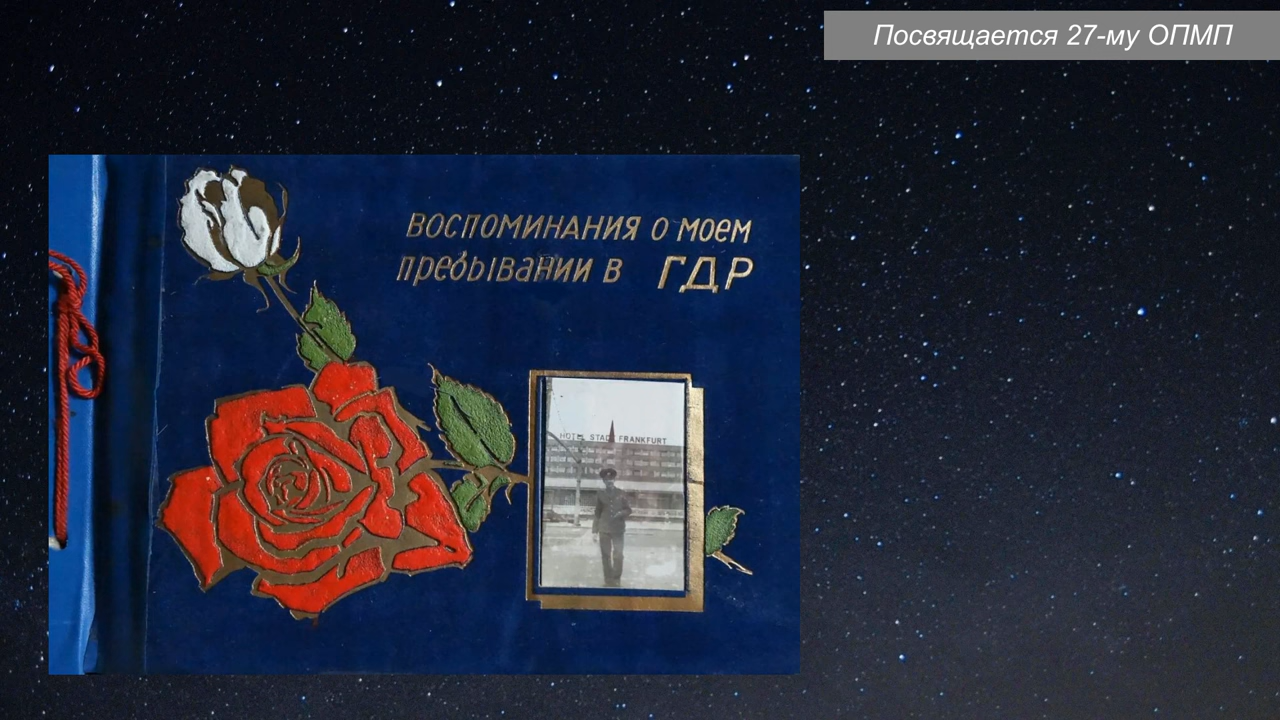 Посвящается 27-му ОПМП
ВОСПОМИНАНИЯ О МОЕМ
ПРЕБЫВАНИИ В ГДР
HOTEL STADT FRANKFURT